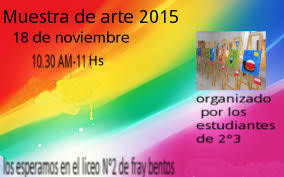 Muestra de arte 2015
18 de noviembre
10.30 AM-11 Hs
organizado
por los
estudiantes
de 2°3
los esperamos en el liceo N°2 de fray bentos